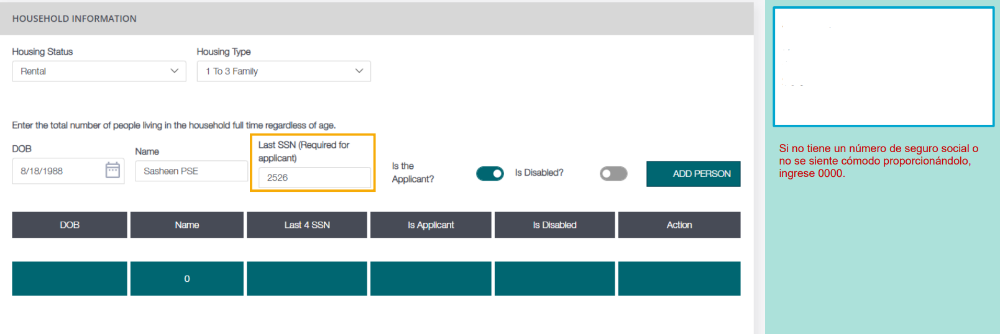 HOUSEHOLD INFORMATION
Housing Status
Housing Type
Rental
1 To 3 Family
Enter the total number of people living in the household full time regardless of age.
DOB
Name
Last SSN (Required for
applicant)
8/18/1988
Sasheen PSE
2526
Is the
Applicant?
Is Disabled?
ADD PERSON
DOB
Name
Last 4 SSN
Is Applicant
Is Disabled
Action
0
Si no tiene un número de seguro social o
no se siente cómodo proporcionándolo,
ingrese 0000.